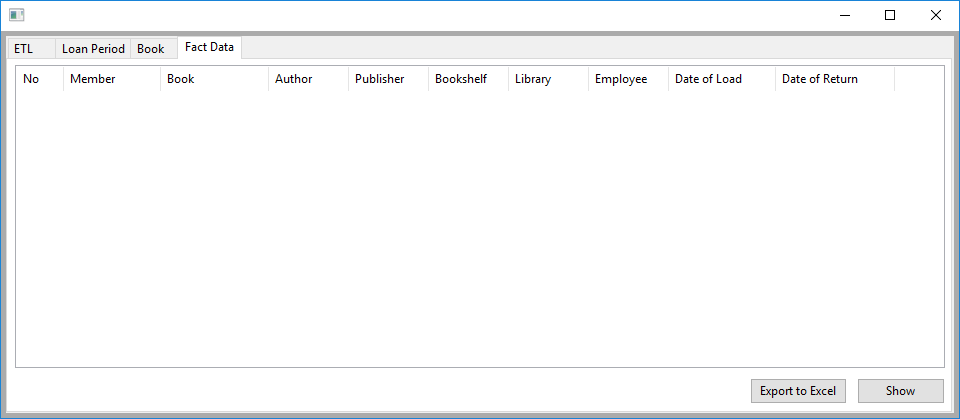 ETL Loan Period Book Fact Data
No Member Book Author Publisher Bookshelf Library Employee Date of Load Date of Return
Export to Excel Show